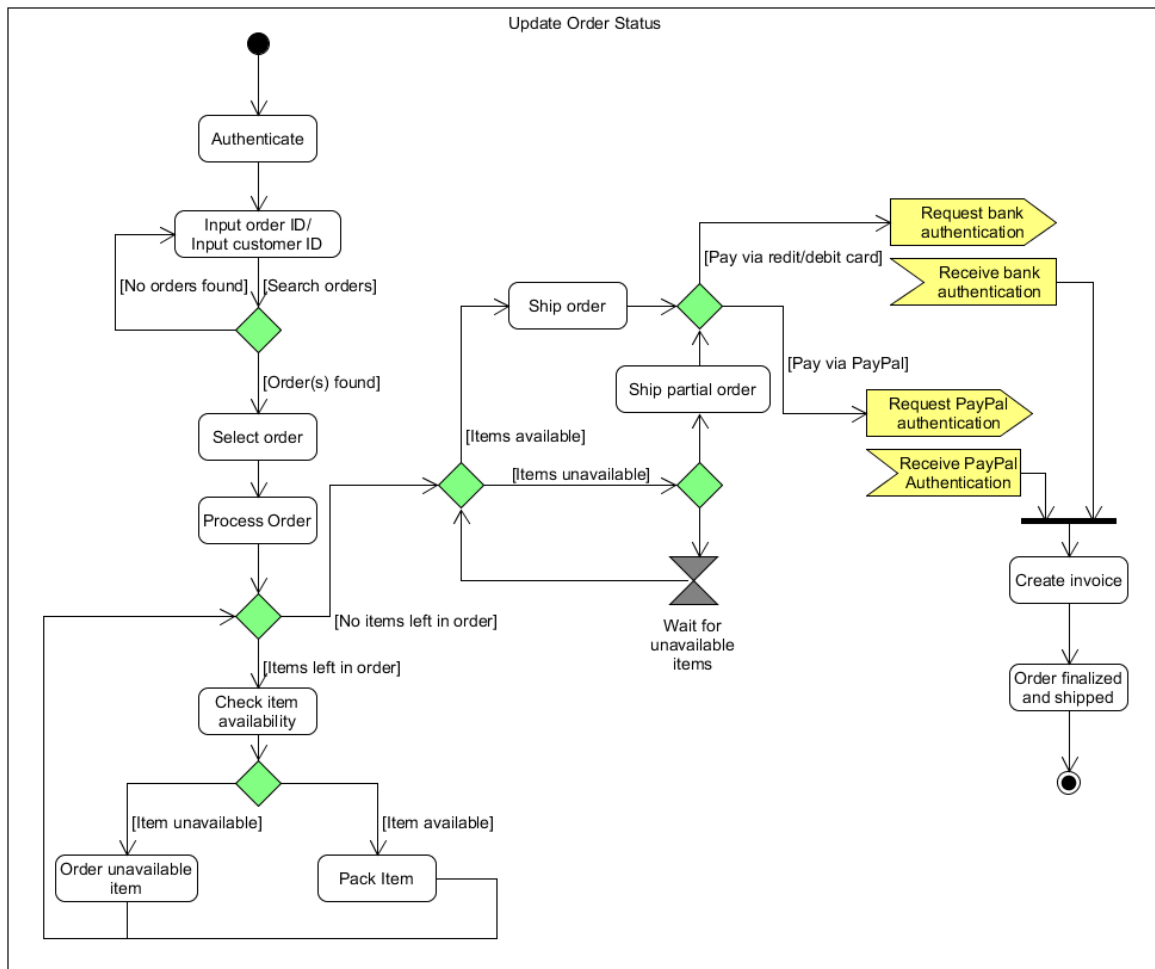 Update Order Status
Authenticate
Input order ID/
Input customer ID
[No orders found]
[Search orders]
[Order(s) found]
Select order
Process Order
[No items left in order]
[Items left in order]
Check item
availability
[Item unavailable]
[Item available]
Order unavailable
item
Pack Item
[Items available]
[Items unavailable]
Ship order
Ship partial order
Wait for
unavailable
items
[Pay via redit/debit card]
[Pay via PayPal]
Request bank
authentication
Receive bank
authentication
Request PayPal
authentication
Receive PayPal
Authentication
Create invoice
Order finalized
and shipped